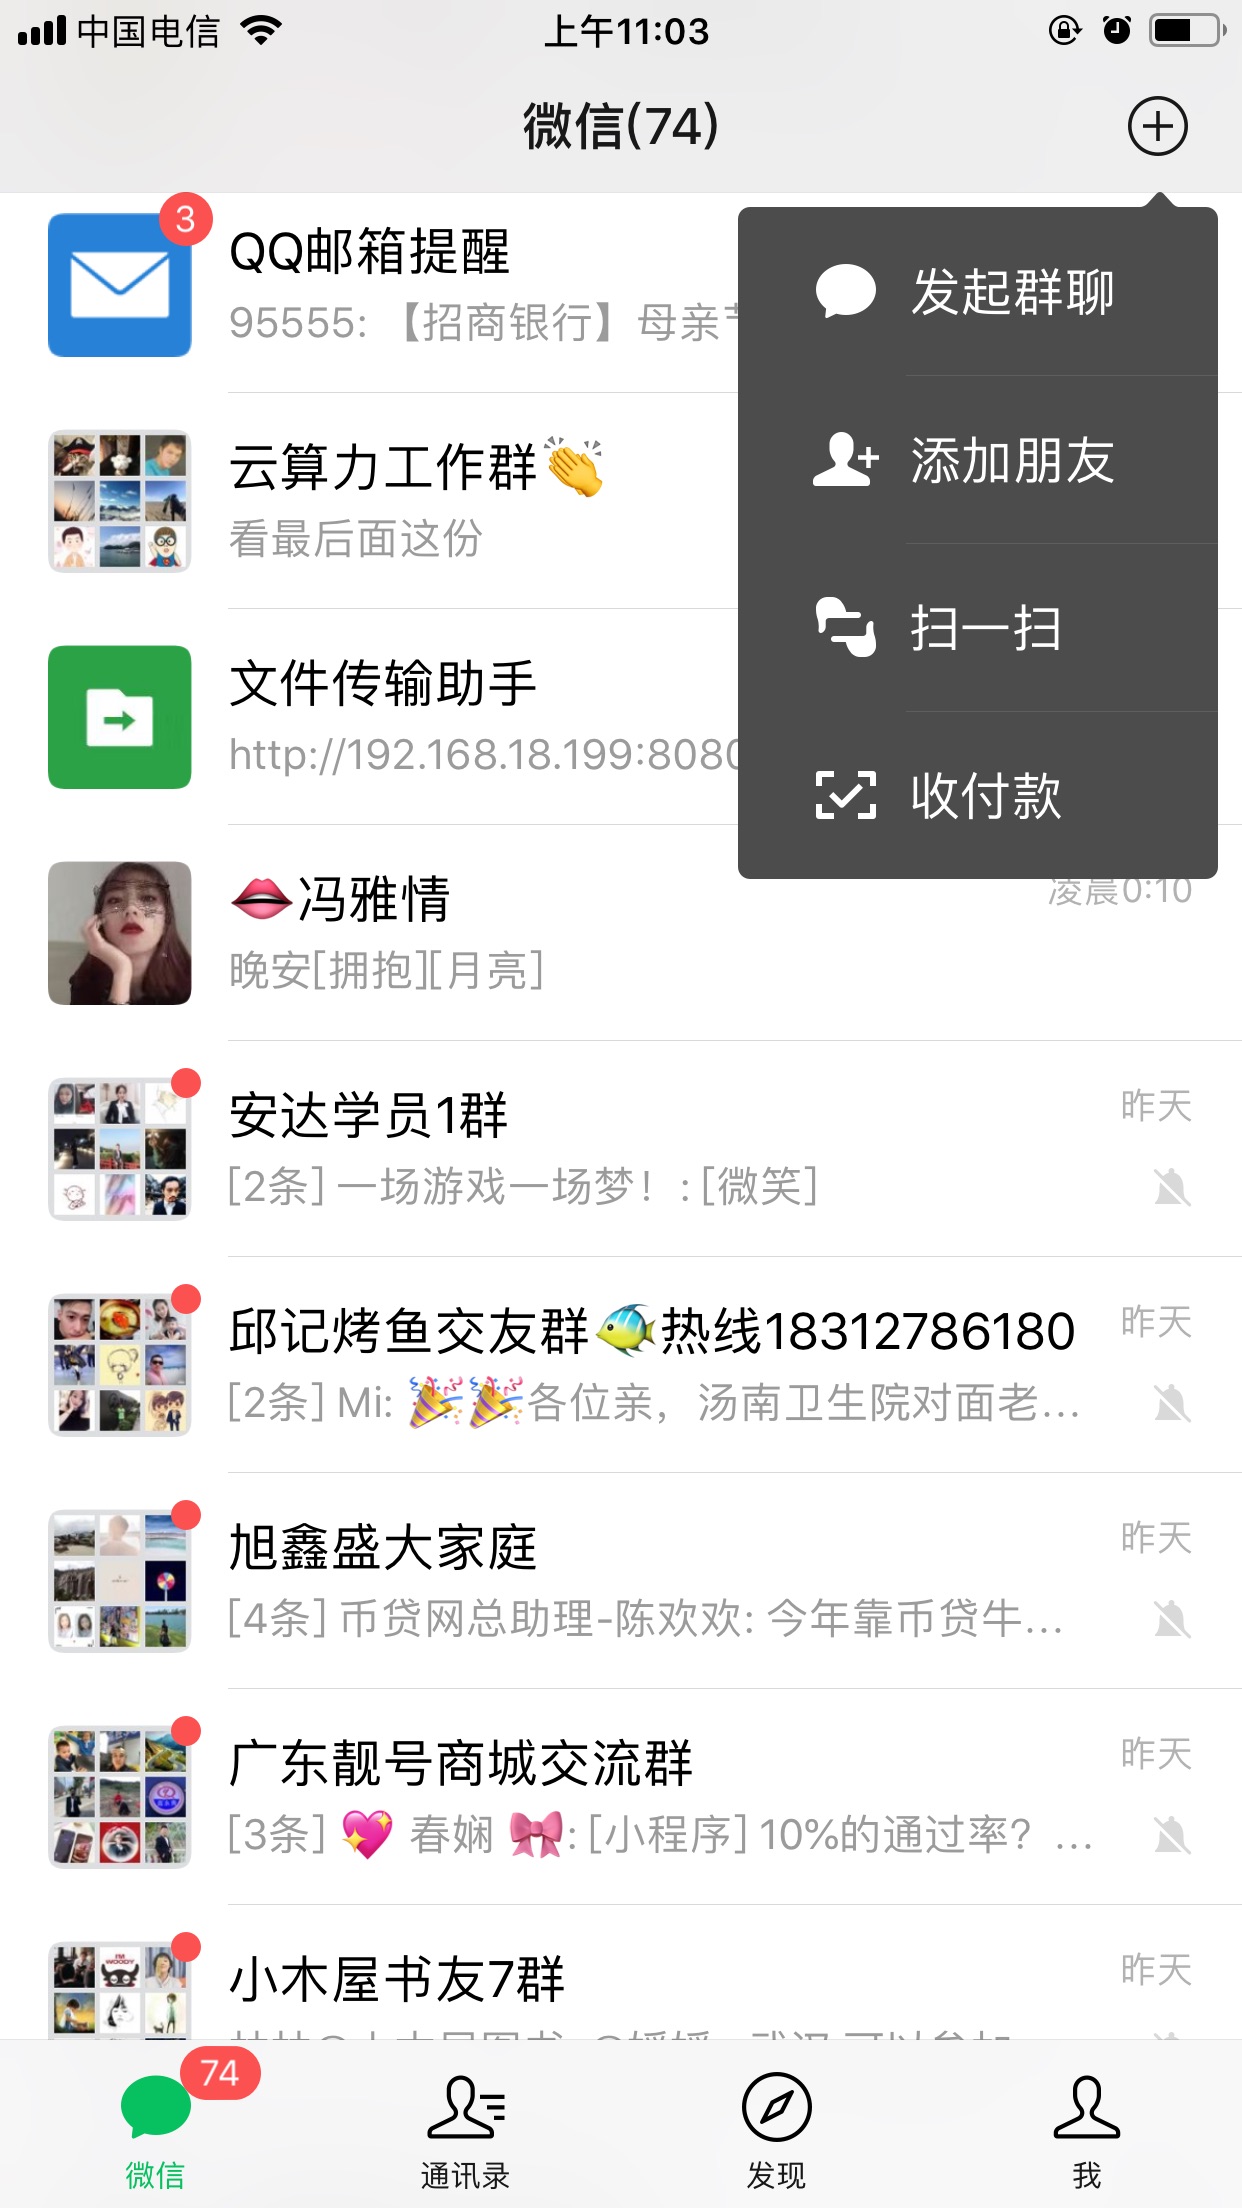 中国电信
上午11:03
微信(74)
3
QQ邮箱提醒
95555: 【招商银行】母亲节
发起群聊
添加朋友
扫一扫
收付款
云算力工作群👏
看最后面这份
文件传输助手
http://192.168.18.199:8080
👄冯雅情
凌晨0:10
晚安[拥抱][月亮]
安达学员1群
昨天
[2条] 一场游戏一场梦！: [微笑]
邱记烤鱼交友群🐠热线18312786180
昨天
[2条] Mi: 🎉🎉各位亲，汤南卫生院对面老...
旭鑫盛大家庭
昨天
[4条] 币贷网总助理-陈欢欢: 今年靠币贷牛...
广东靓号商城交流群
昨天
[3条] 💖 春娴 🎀: [小程序] 10%的通过率？...
小木屋书友7群
昨天
74
微信
通讯录
发现
我